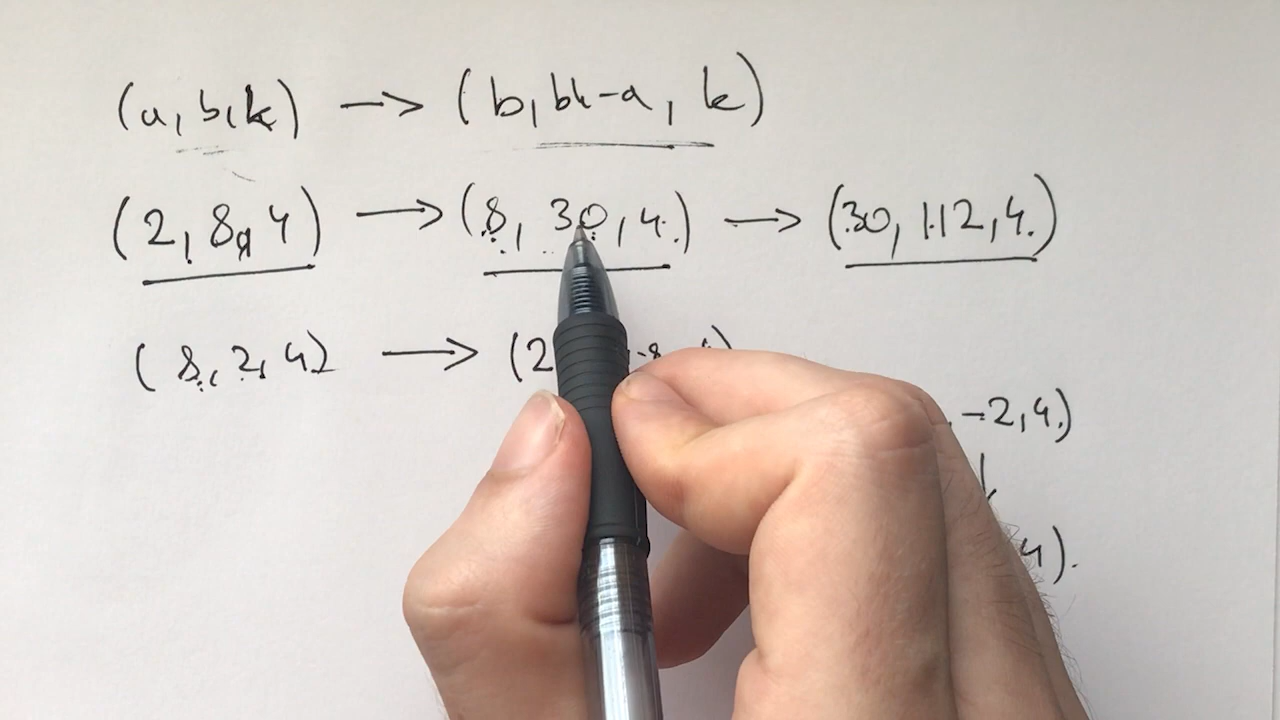 (a, b, k) → (b, bk-a, k)
(2, 8, 4) → (8, 30, 4.) → (30, 112, 4.)
(8, 2, 4) → (2
-2, 4.)
4).